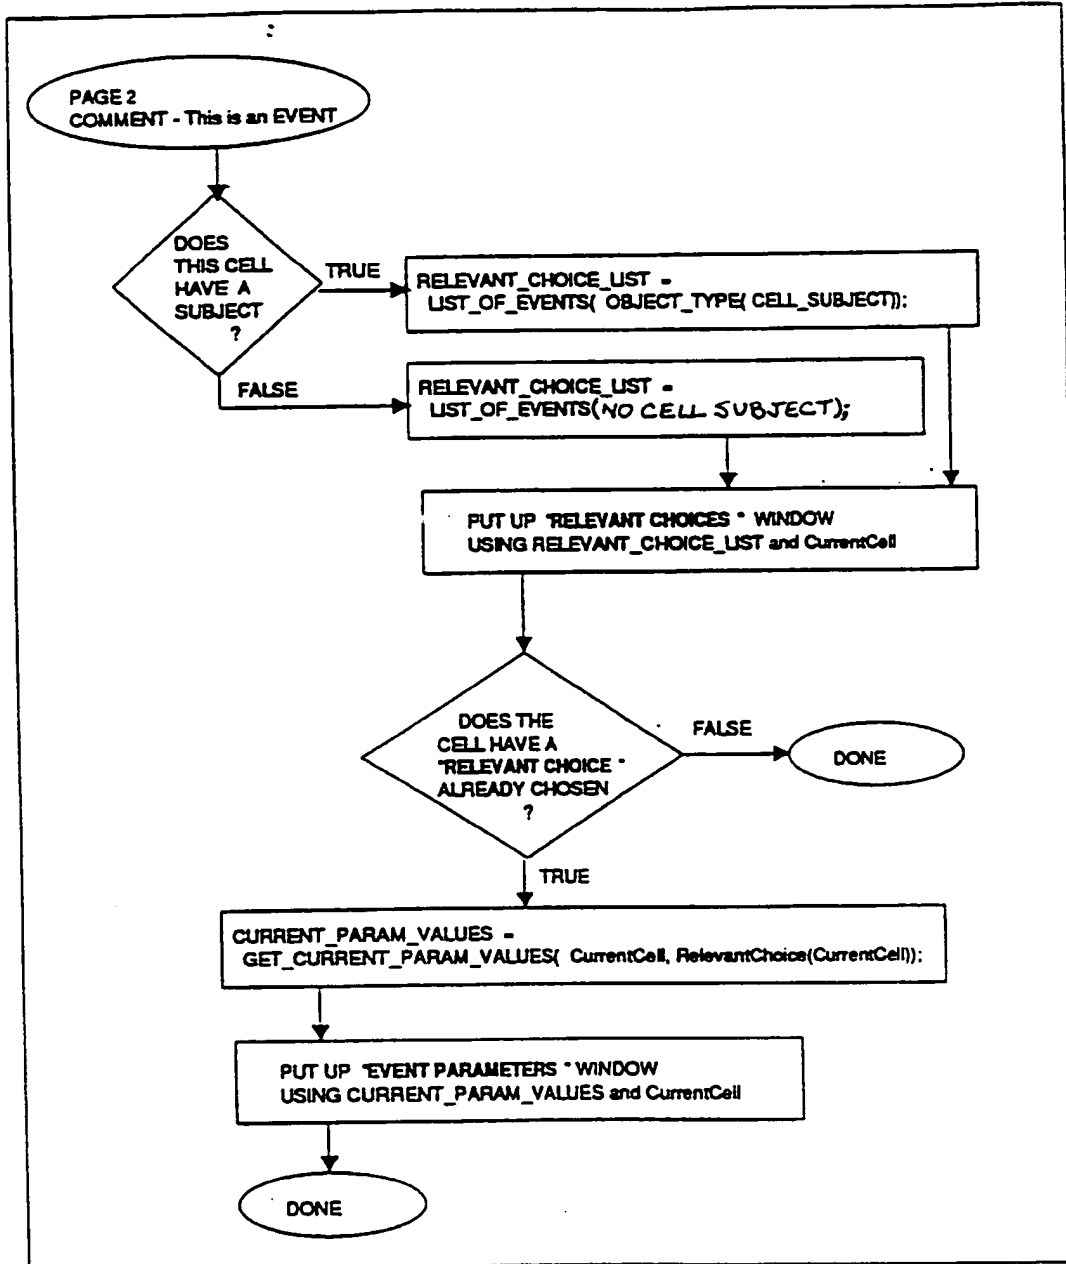 PAGE 2
COMMENT - This is an EVENT
DOES
THIS CELL
HAVE A
SUBJECT
?
TRUE
RELEVANT_CHOICE_LIST =
LIST_OF_EVENTS( OBJECT_TYPE( CELL_SUBJECT));
FALSE
RELEVANT_CHOICE_LIST =
LIST_OF_EVENTS(NO CELL SUBJECT);
PUT UP "RELEVANT CHOICES " WINDOW
USING RELEVANT_CHOICE_LIST and CurrentCell
DOES THE
CELL HAVE A
"RELEVANT CHOICE "
ALREADY CHOSEN
?
FALSE
DONE
TRUE
CURRENT_PARAM_VALUES =
GET_CURRENT_PARAM_VALUES( CurrentCell, RelevantChoice(CurrentCell));
PUT UP "EVENT PARAMETERS " WINDOW
USING CURRENT_PARAM_VALUES and CurrentCell
DONE